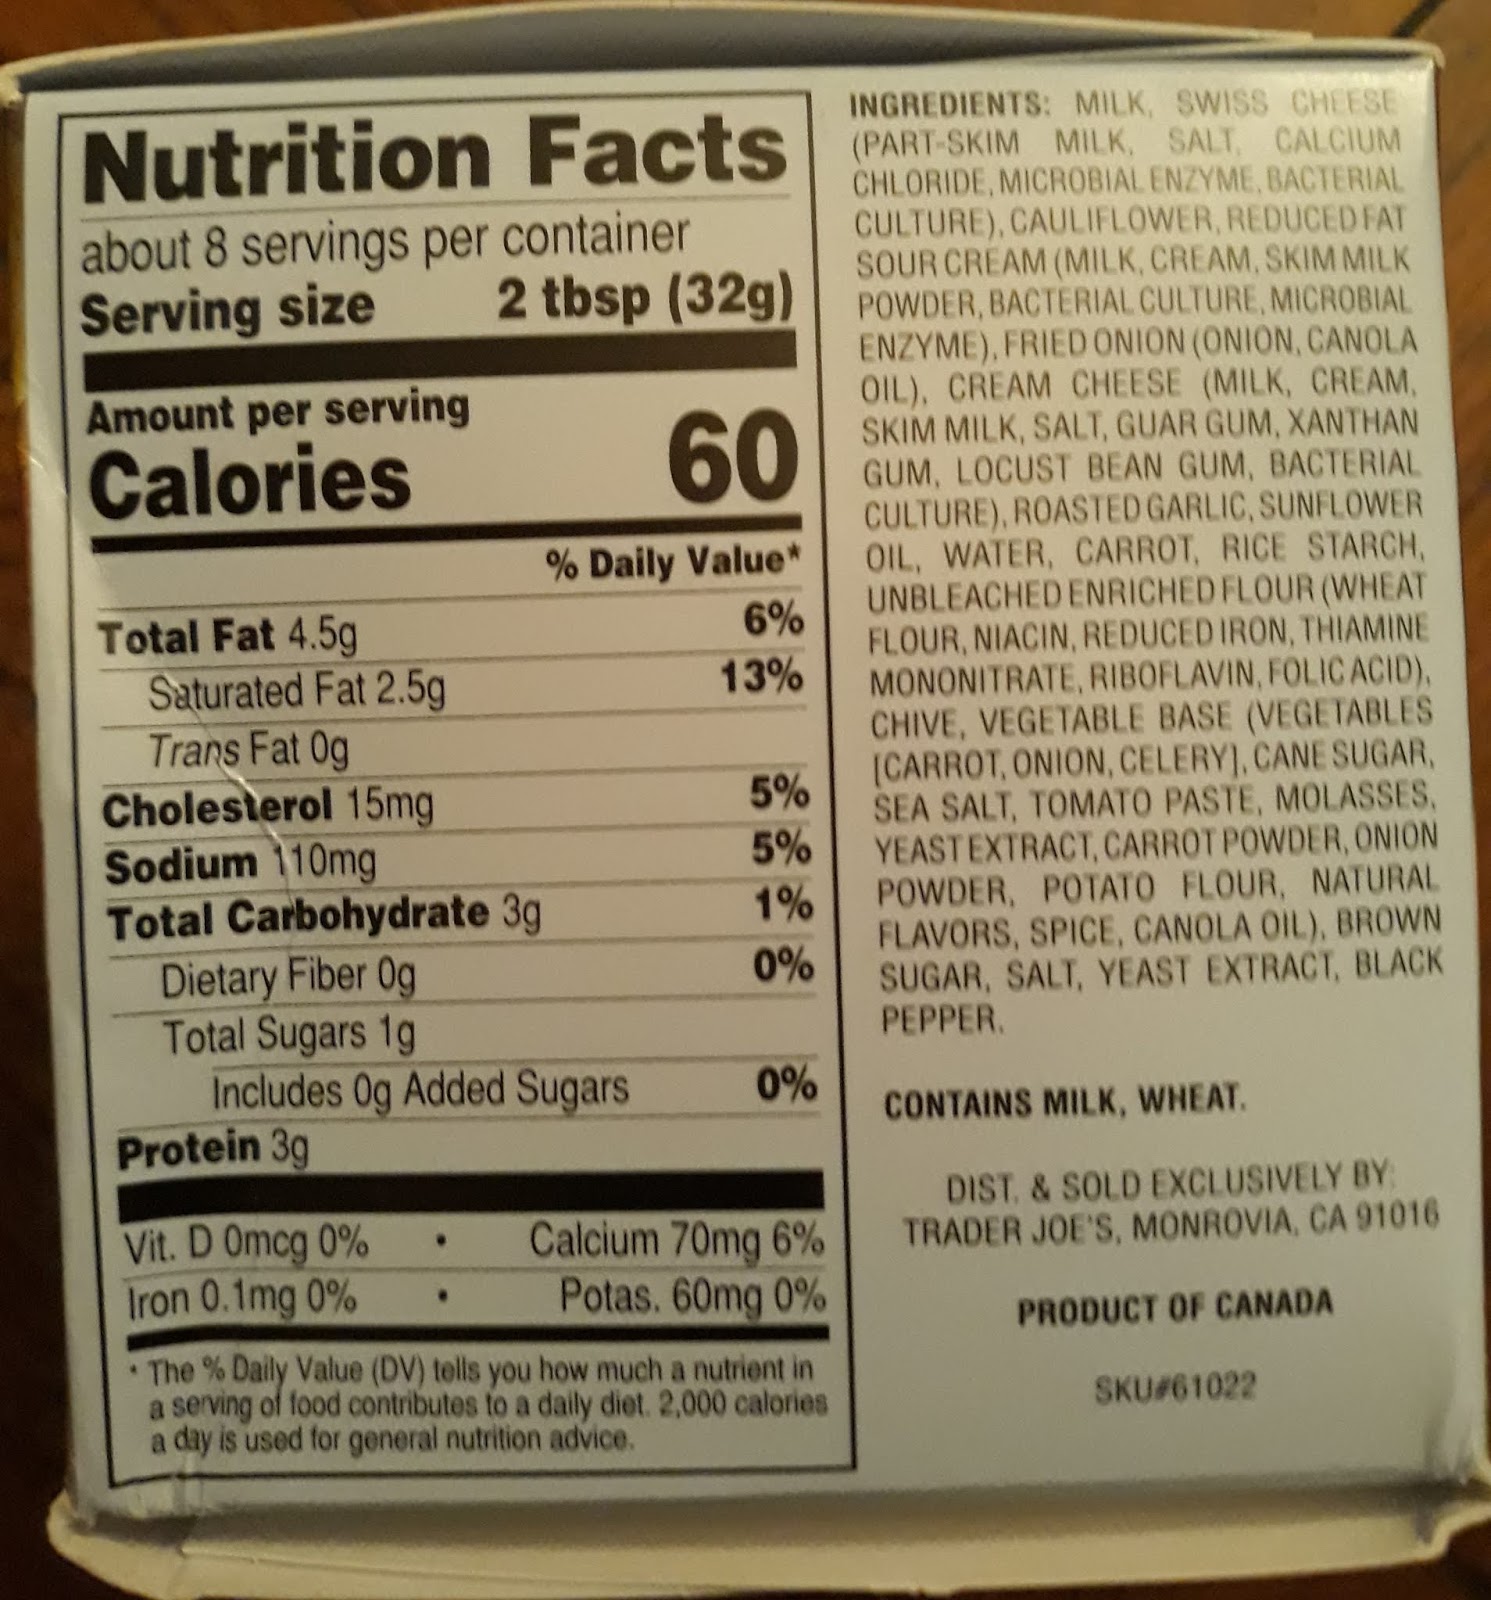 Nutrition Facts
about 8 servings per container
Serving size 2 tbsp (32g)
Amount per serving
Calories 60
% Daily Value*
Total Fat 4.5g 6%
Saturated Fat 2.5g 13%
Trans Fat 0g
Cholesterol 15mg 5%
Sodium 110mg 5%
Total Carbohydrate 3g 1%
Dietary Fiber 0g 0%
Total Sugars 1g
Includes 0g Added Sugars 0%
Protein 3g
Vit. D 0mcg 0% • Calcium 70mg 6%
Iron 0.1mg 0% • Potas. 60mg 0%
* The % Daily Value (DV) tells you how much a nutrient in
a serving of food contributes to a daily diet. 2,000 calories
a day is used for general nutrition advice.
INGREDIENTS: MILK, SWISS CHEESE
(PART-SKIM MILK, SALT, CALCIUM
CHLORIDE, MICROBIAL ENZYME, BACTERIAL
CULTURE), CAULIFLOWER, REDUCED FAT
SOUR CREAM (MILK, CREAM, SKIM MILK
POWDER, BACTERIAL CULTURE, MICROBIAL
ENZYME), FRIED ONION (ONION, CANOLA
OIL), CREAM CHEESE (MILK, CREAM,
SKIM MILK, SALT, GUAR GUM, XANTHAN
GUM, LOCUST BEAN GUM, BACTERIAL
CULTURE), ROASTED GARLIC, SUNFLOWER
OIL, WATER, CARROT, RICE STARCH,
UNBLEACHED ENRICHED FLOUR (WHEAT
FLOUR, NIACIN, REDUCED IRON, THIAMINE
MONONITRATE, RIBOFLAVIN, FOLIC ACID),
CHIVE, VEGETABLE BASE (VEGETABLES
[CARROT, ONION, CELERY], CANE SUGAR,
SEA SALT, TOMATO PASTE, MOLASSES,
YEAST EXTRACT, CARROT POWDER, ONION
POWDER, POTATO FLOUR, NATURAL
FLAVORS, SPICE, CANOLA OIL), BROWN
SUGAR, SALT, YEAST EXTRACT, BLACK
PEPPER.
CONTAINS MILK, WHEAT.
DIST. & SOLD EXCLUSIVELY BY:
TRADER JOE'S, MONROVIA, CA 91016
PRODUCT OF CANADA
SKU#61022